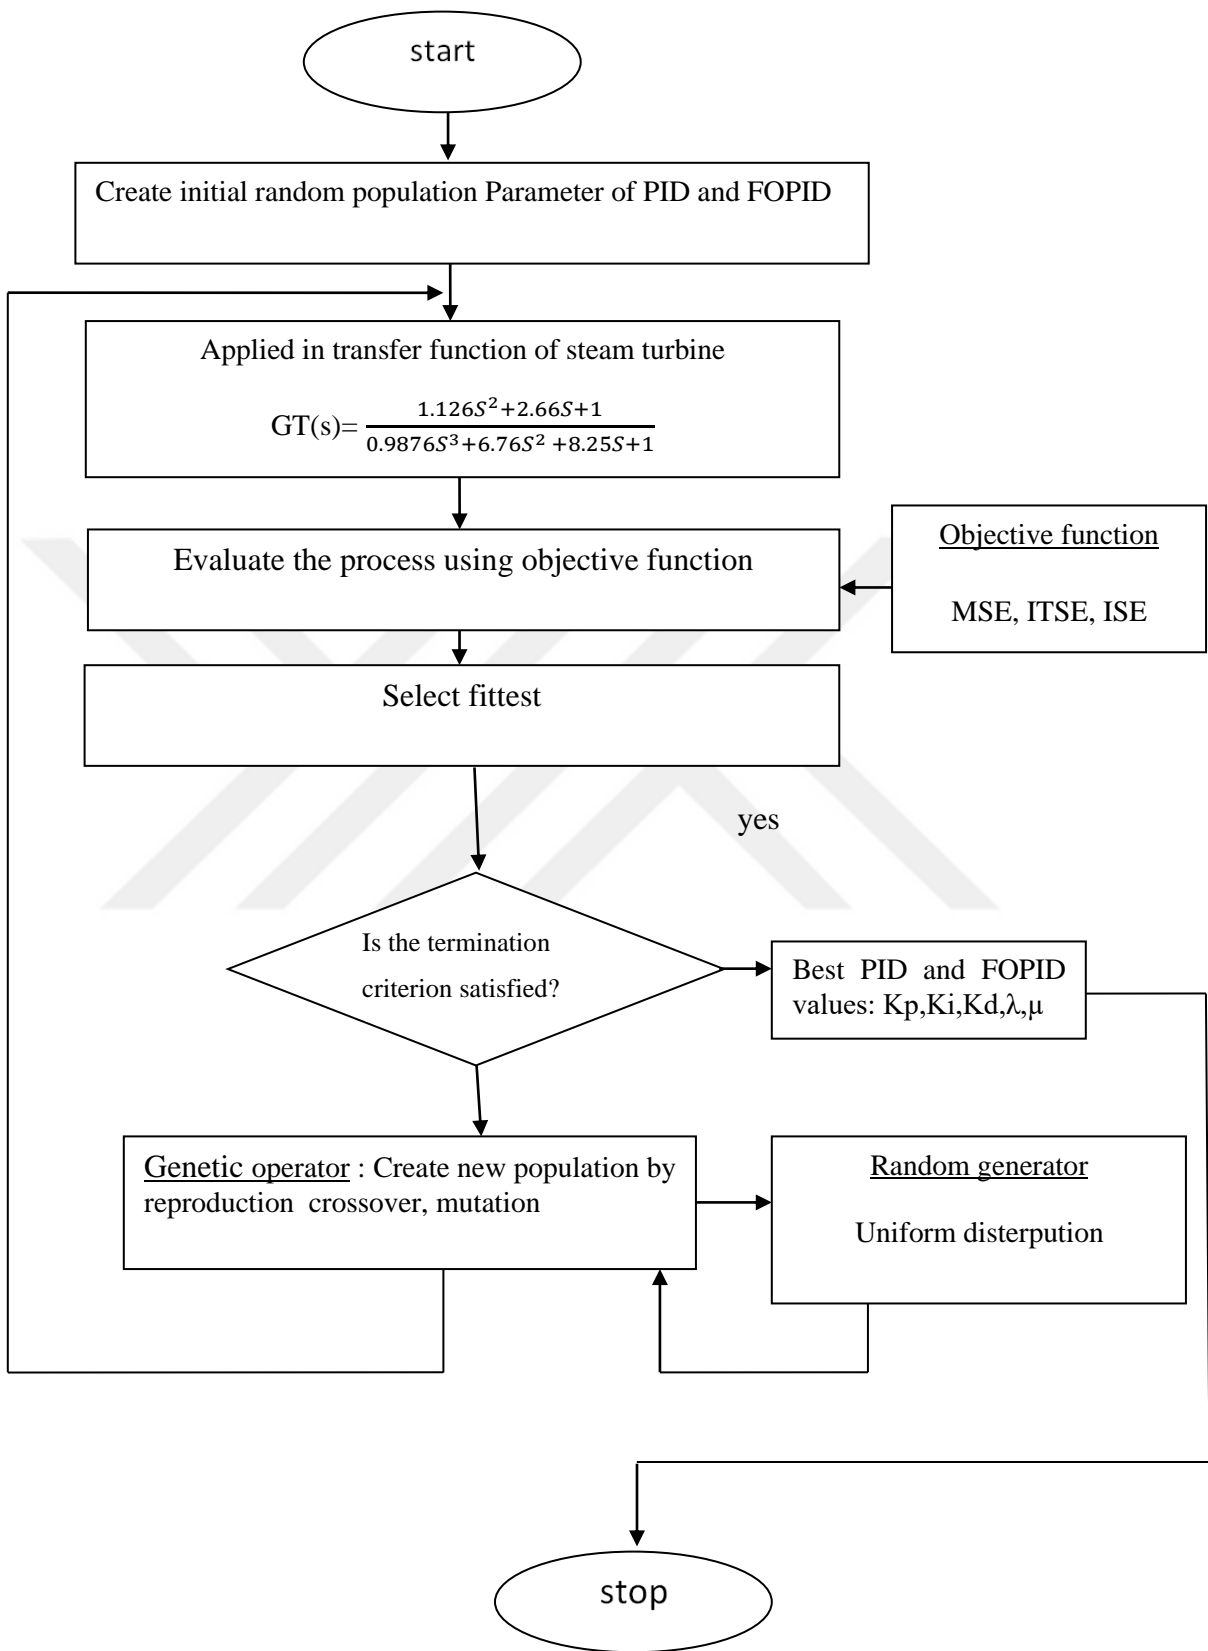 start
Create initial random population Parameter of PID and FOPID
Applied in transfer function of steam turbine
GT(s)= 1.126S²+2.66S+1
0.9876S³+6.76S² +8.25S+1
Evaluate the process using objective function
Objective function
MSE, ITSE, ISE
Select fittest
yes
Is the termination
criterion satisfied?
Best PID and FOPID
values: Kp,Ki,Kd,λ,µ
Genetic operator : Create new population by
reproduction crossover, mutation
Random generator
Uniform disterpution
stop